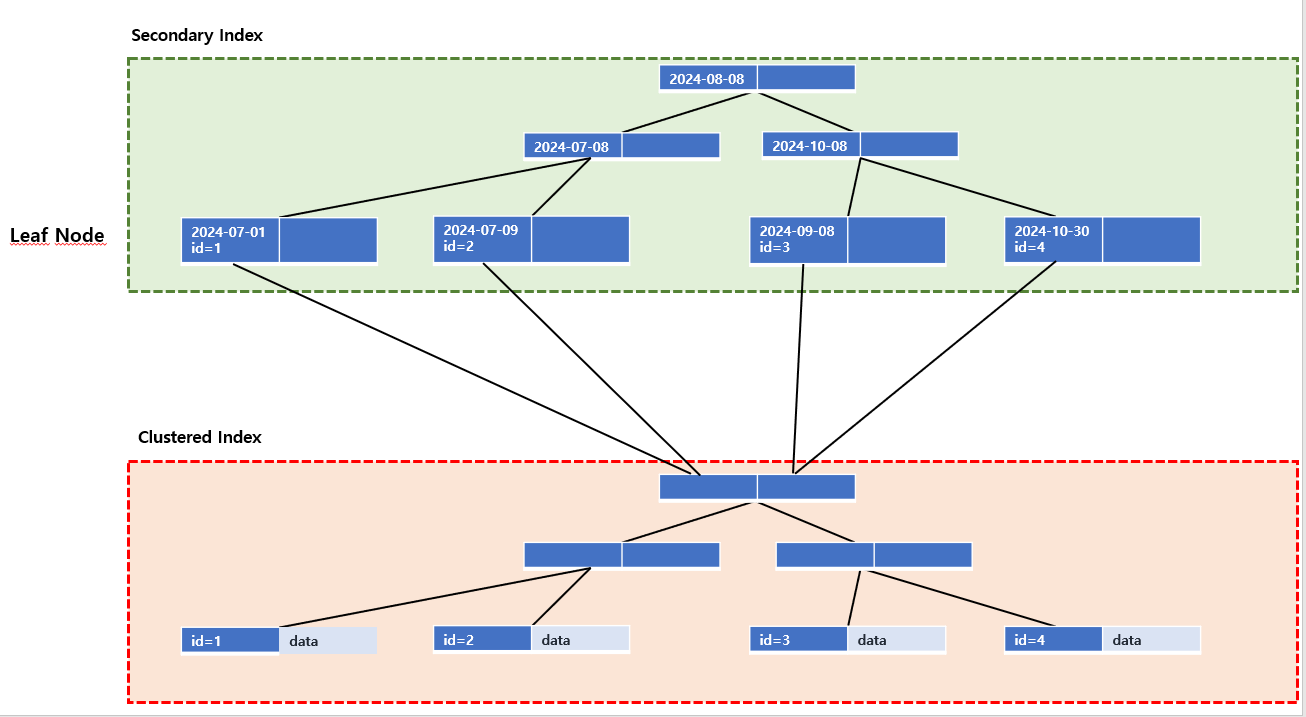 Secondary Index
2024-08-08
2024-07-08
2024-10-08
Leaf Node
2024-07-01
id=1
2024-07-09
id=2
2024-09-08
id=3
2024-10-30
id=4
Clustered Index
id=1
data
id=2
data
id=3
data
id=4
data